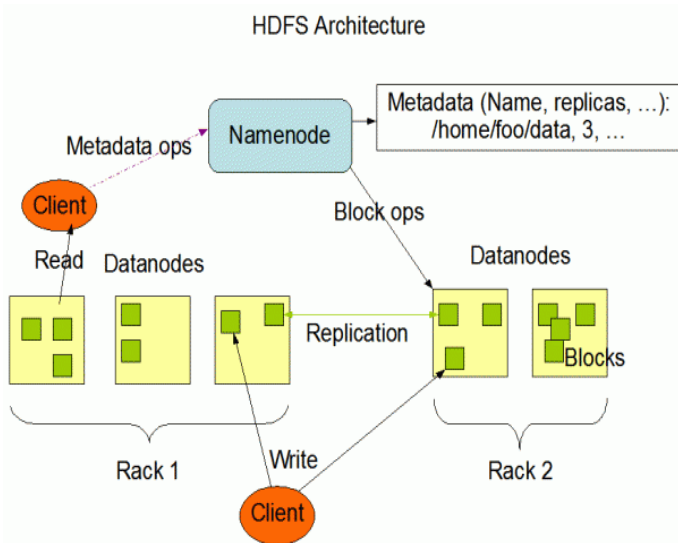 HDFS Architecture
Metadata (Name, replicas, ...):
/home/foo/data, 3, ...
Namenode
Metadata ops
Client
Block ops
Read
Datanodes
Datanodes
Replication
Blocks
Rack 1
Write
Rack 2
Client